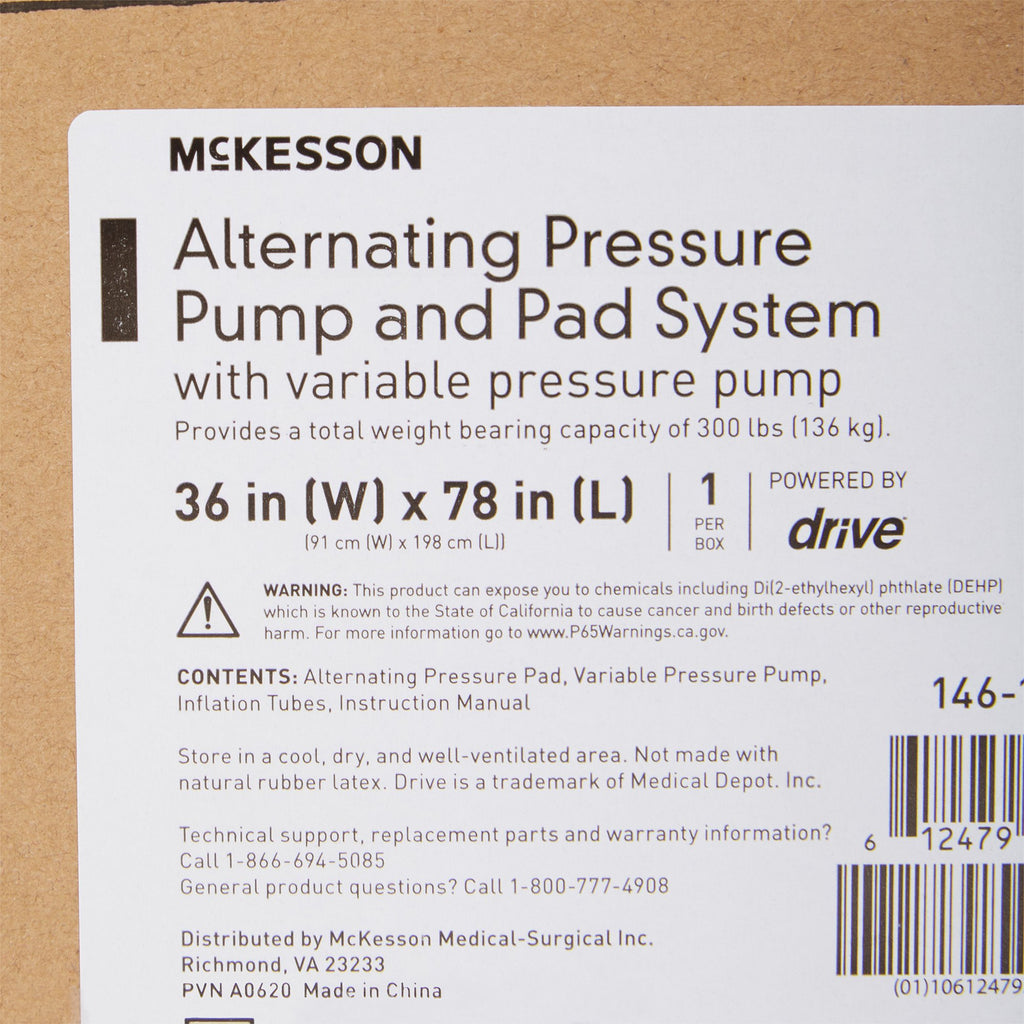 McKESSON
Alternating Pressure
Pump and Pad System
with variable pressure pump
Provides a total weight bearing capacity of 300 lbs (136 kg).
36 in (W) x 78 in (L)
(91 cm (W) x 198 cm (L))
1
PER
BOX
POWERED BY
drive™
WARNING: This product can expose you to chemicals including Di(2-ethylhexyl) phthlate (DEHP)
which is known to the State of California to cause cancer and birth defects or other reproductive
harm. For more information go to www.P65Warnings.ca.gov.
CONTENTS: Alternating Pressure Pad, Variable Pressure Pump,
Inflation Tubes, Instruction Manual
146-1
Store in a cool, dry, and well-ventilated area. Not made with
natural rubber latex. Drive is a trademark of Medical Depot. Inc.
6 12479
Technical support, replacement parts and warranty information?
Call 1-866-694-5085
General product questions? Call 1-800-777-4908
Distributed by McKesson Medical-Surgical Inc.
Richmond, VA 23233
PVN A0620 Made in China
(01)10612479